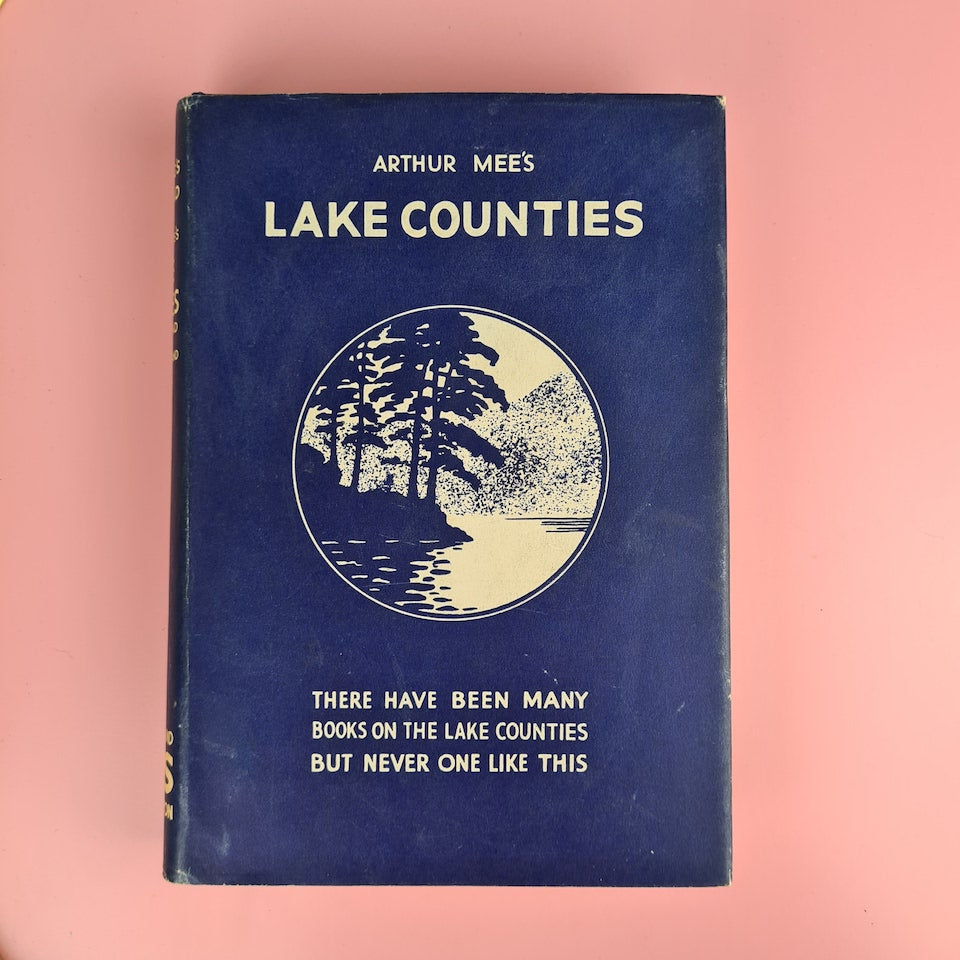 ARTHUR MEE'S
LAKE COUNTIES
THERE HAVE BEEN MANY
BOOKS ON THE LAKE COUNTIES
BUT NEVER ONE LIKE THIS